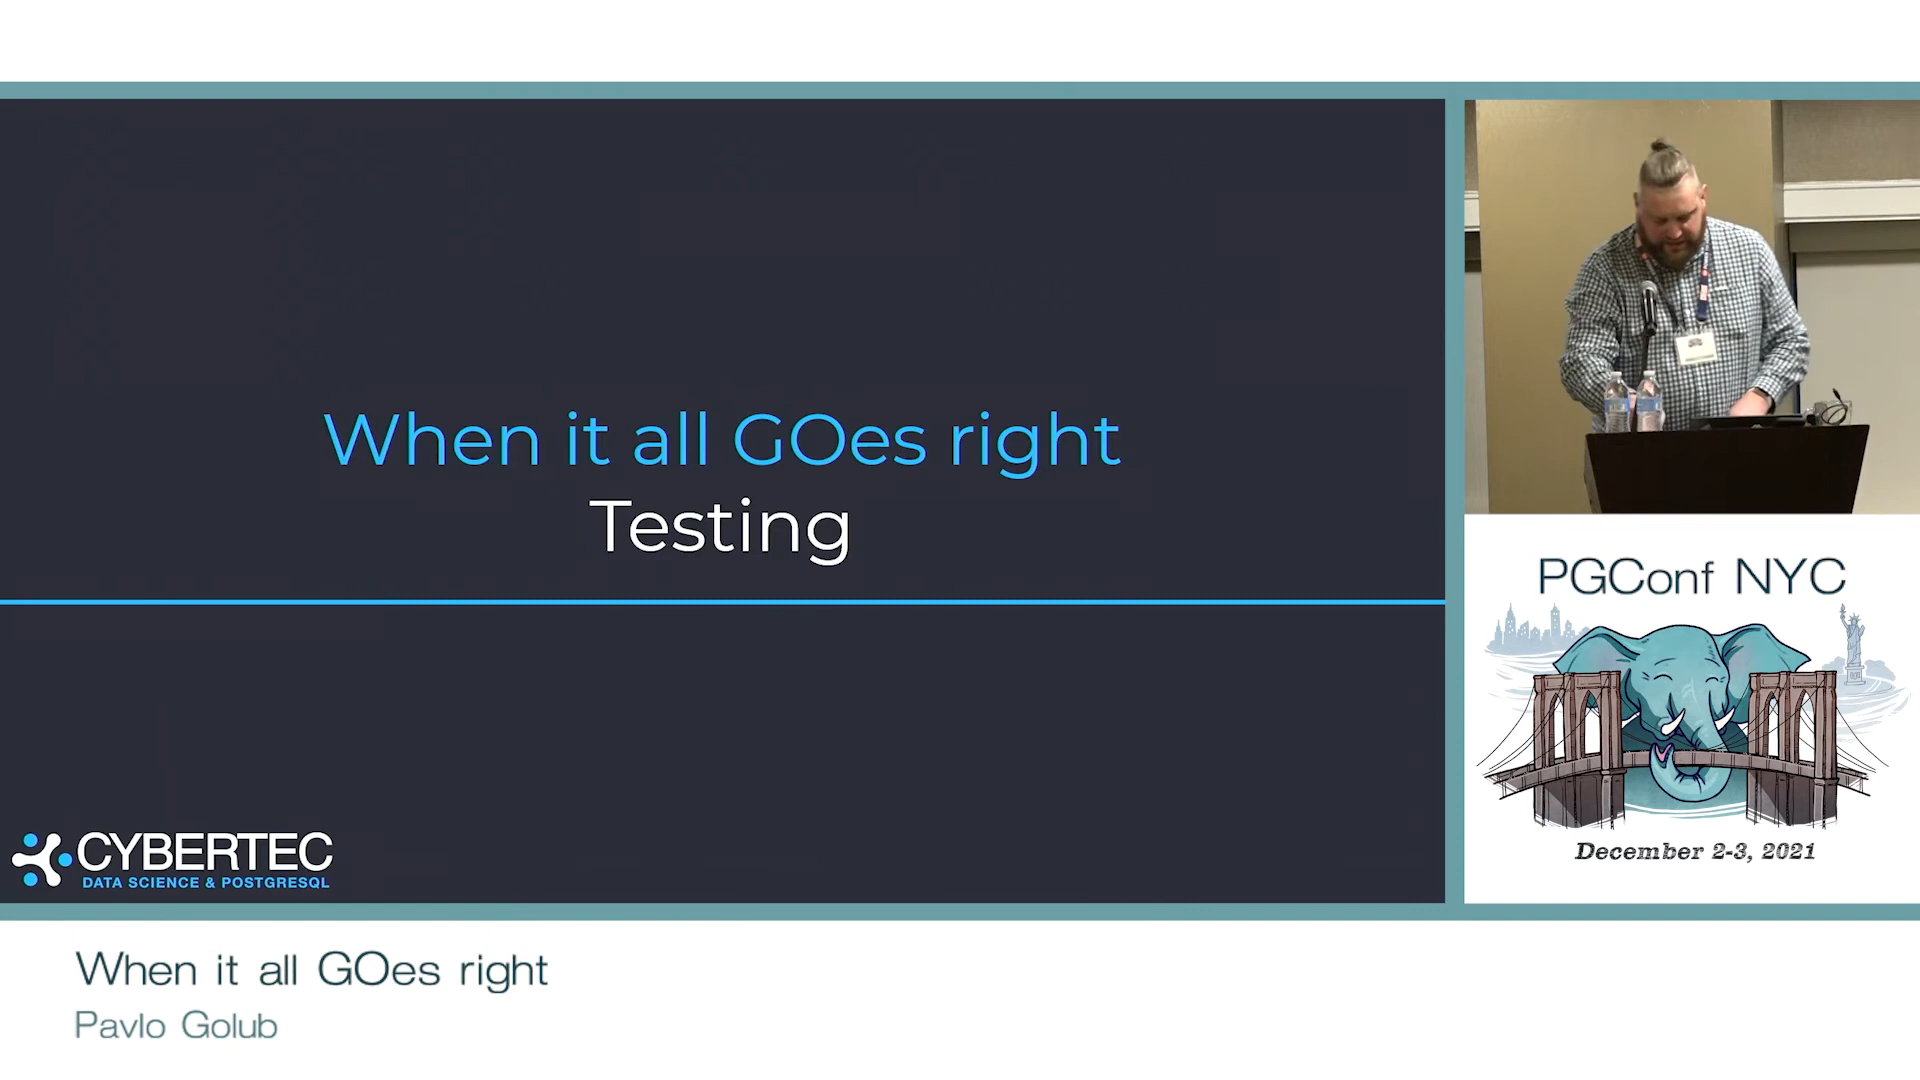 When it all GOes right
Testing
CYBERTEC
DATA SCIENCE & POSTGRESQL
PGConf NYC
December 2-3, 2021
When it all GOes right
Pavlo Golub